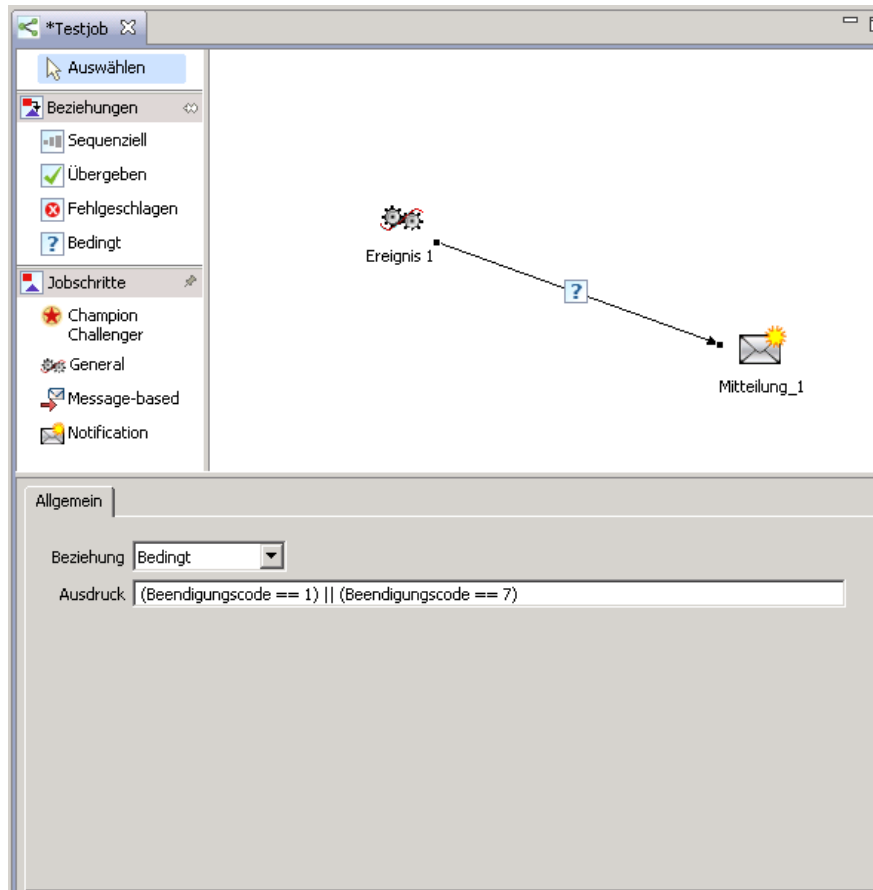 *Testjob
Auswählen
Beziehungen
Sequenziell
Übergeben
Fehlgeschlagen
Bedingt
Jobschritte
Champion
Challenger
General
Message-based
Notification
Ereignis 1
Mitteilung_1
Allgemein
Beziehung Bedingt
Ausdruck (Beendigungscode == 1) || (Beendigungscode == 7)